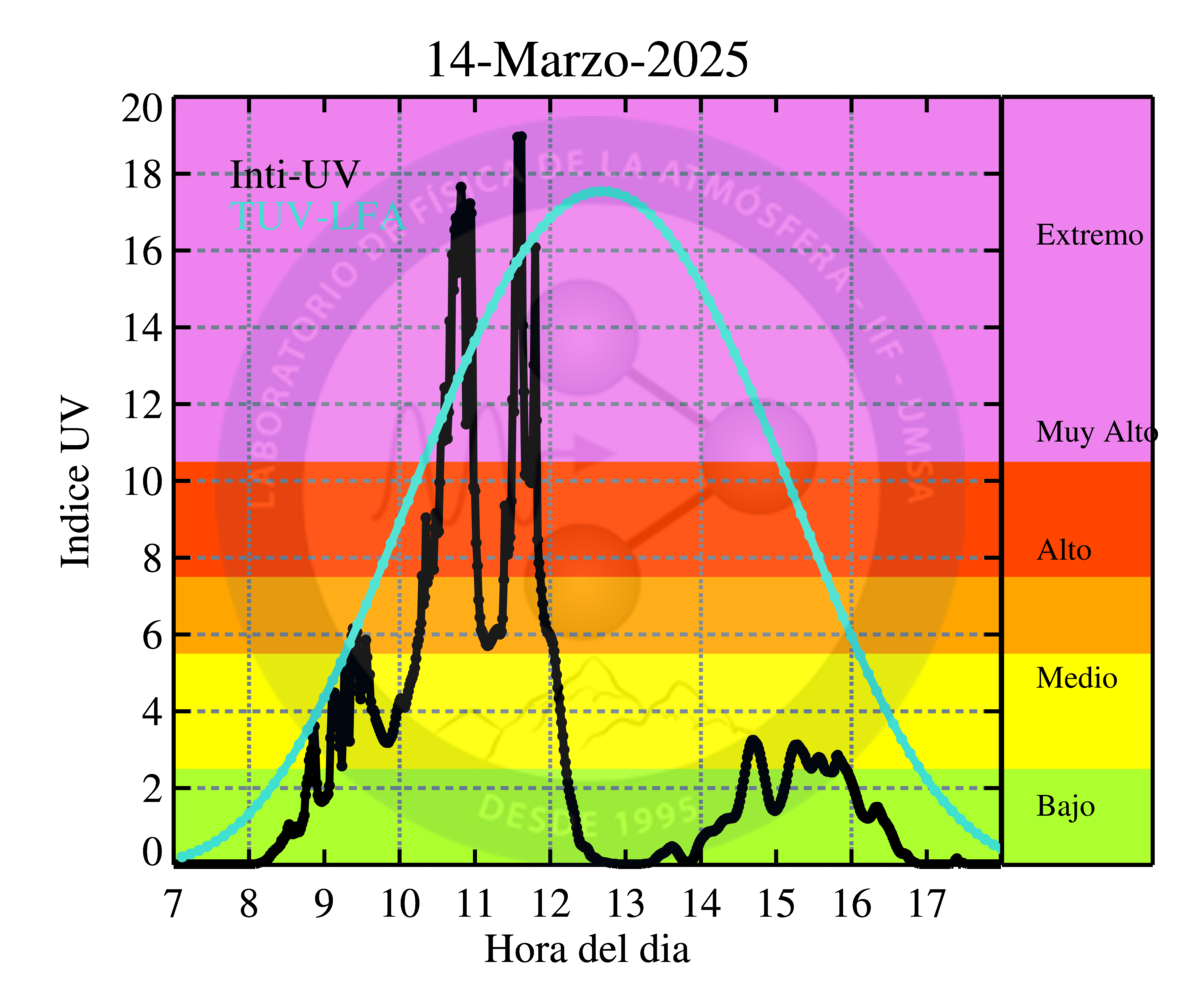 14-Marzo-2025
Inti-UV
TUV-LFA
LABORATORIO DE FÍSICA DE LA ATMÓSFERA - IIF - UMSA
DESDE 1995
Indice UV
20
18
16
14
12
10
8
6
4
2
0
Extremo
Muy Alto
Alto
Medio
Bajo
7 8 9 10 11 12 13 14 15 16 17
Hora del dia